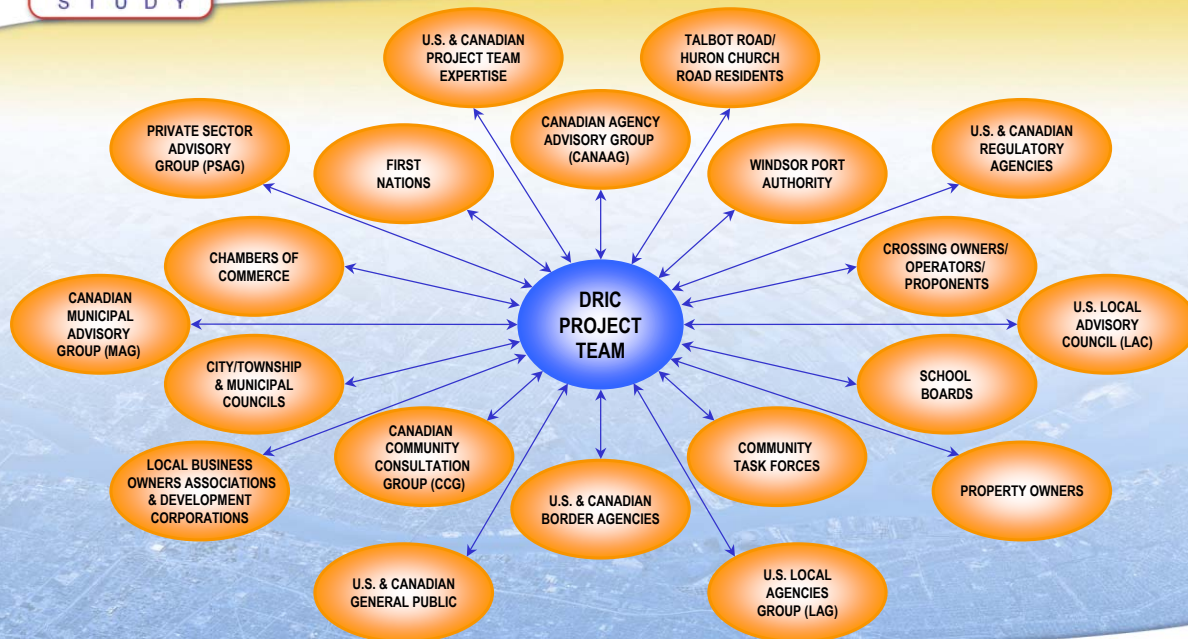 STUDY
U.S. & CANADIAN
PROJECT TEAM
EXPERTISE
TALBOT ROAD/
HURON CHURCH
ROAD RESIDENTS
PRIVATE SECTOR
ADVISORY
GROUP (PSAG)
FIRST
NATIONS
CANADIAN AGENCY
ADVISORY GROUP
(CANAAG)
WINDSOR PORT
AUTHORITY
U.S. & CANADIAN
REGULATORY
AGENCIES
CHAMBERS OF
COMMERCE
CROSSING OWNERS/
OPERATORS/
PROPONENTS
CANADIAN
MUNICIPAL
ADVISORY
GROUP (MAG)
DRIC
PROJECT
TEAM
U.S. LOCAL
ADVISORY
COUNCIL (LAC)
CITY/TOWNSHIP
& MUNICIPAL
COUNCILS
SCHOOL
BOARDS
LOCAL BUSINESS
OWNERS ASSOCIATIONS
& DEVELOPMENT
CORPORATIONS
CANADIAN
COMMUNITY
CONSULTATION
GROUP (CCG)
U.S. & CANADIAN
BORDER AGENCIES
COMMUNITY
TASK FORCES
PROPERTY OWNERS
U.S. & CANADIAN
GENERAL PUBLIC
U.S. LOCAL
AGENCIES
GROUP (LAG)